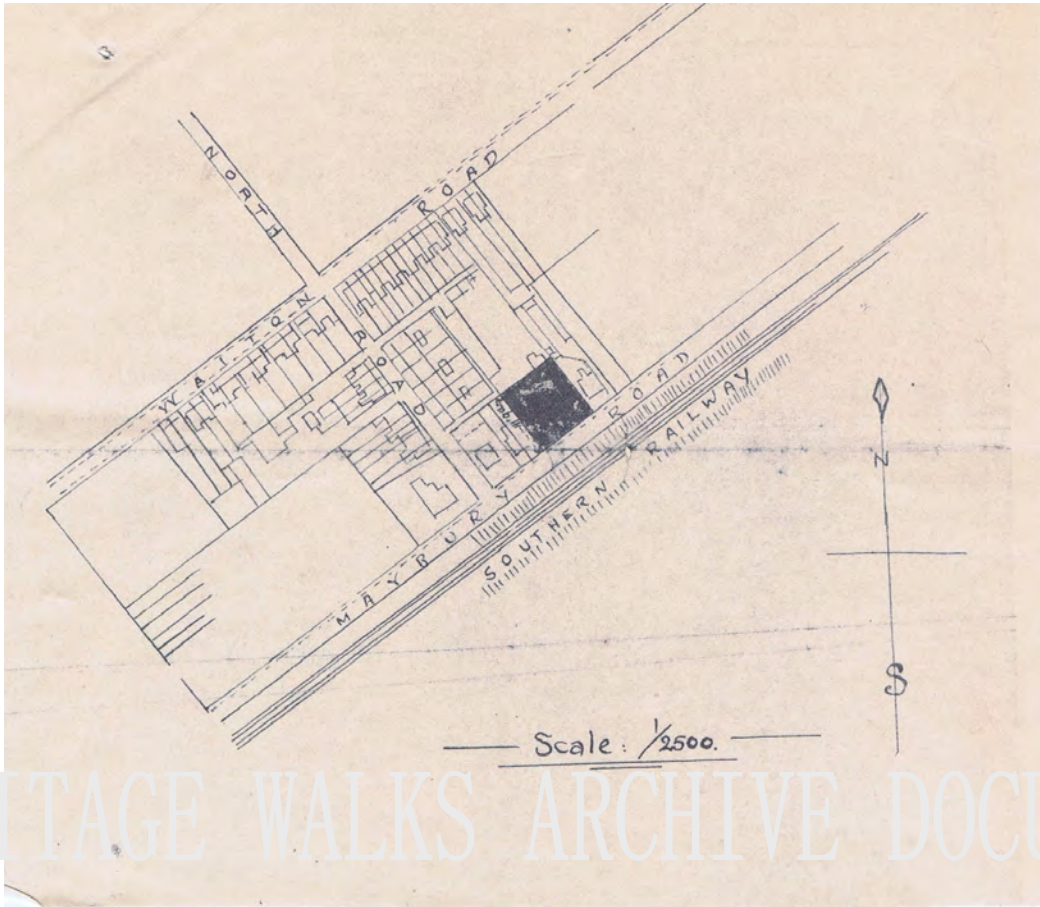 NORTH
ROAD
WALTON ROAD
MAYBURY ROAD
SOUTHERN RAILWAY
N
S
Scale: 1/2500.
ITAGE WALKS ARCHIVE DOCU